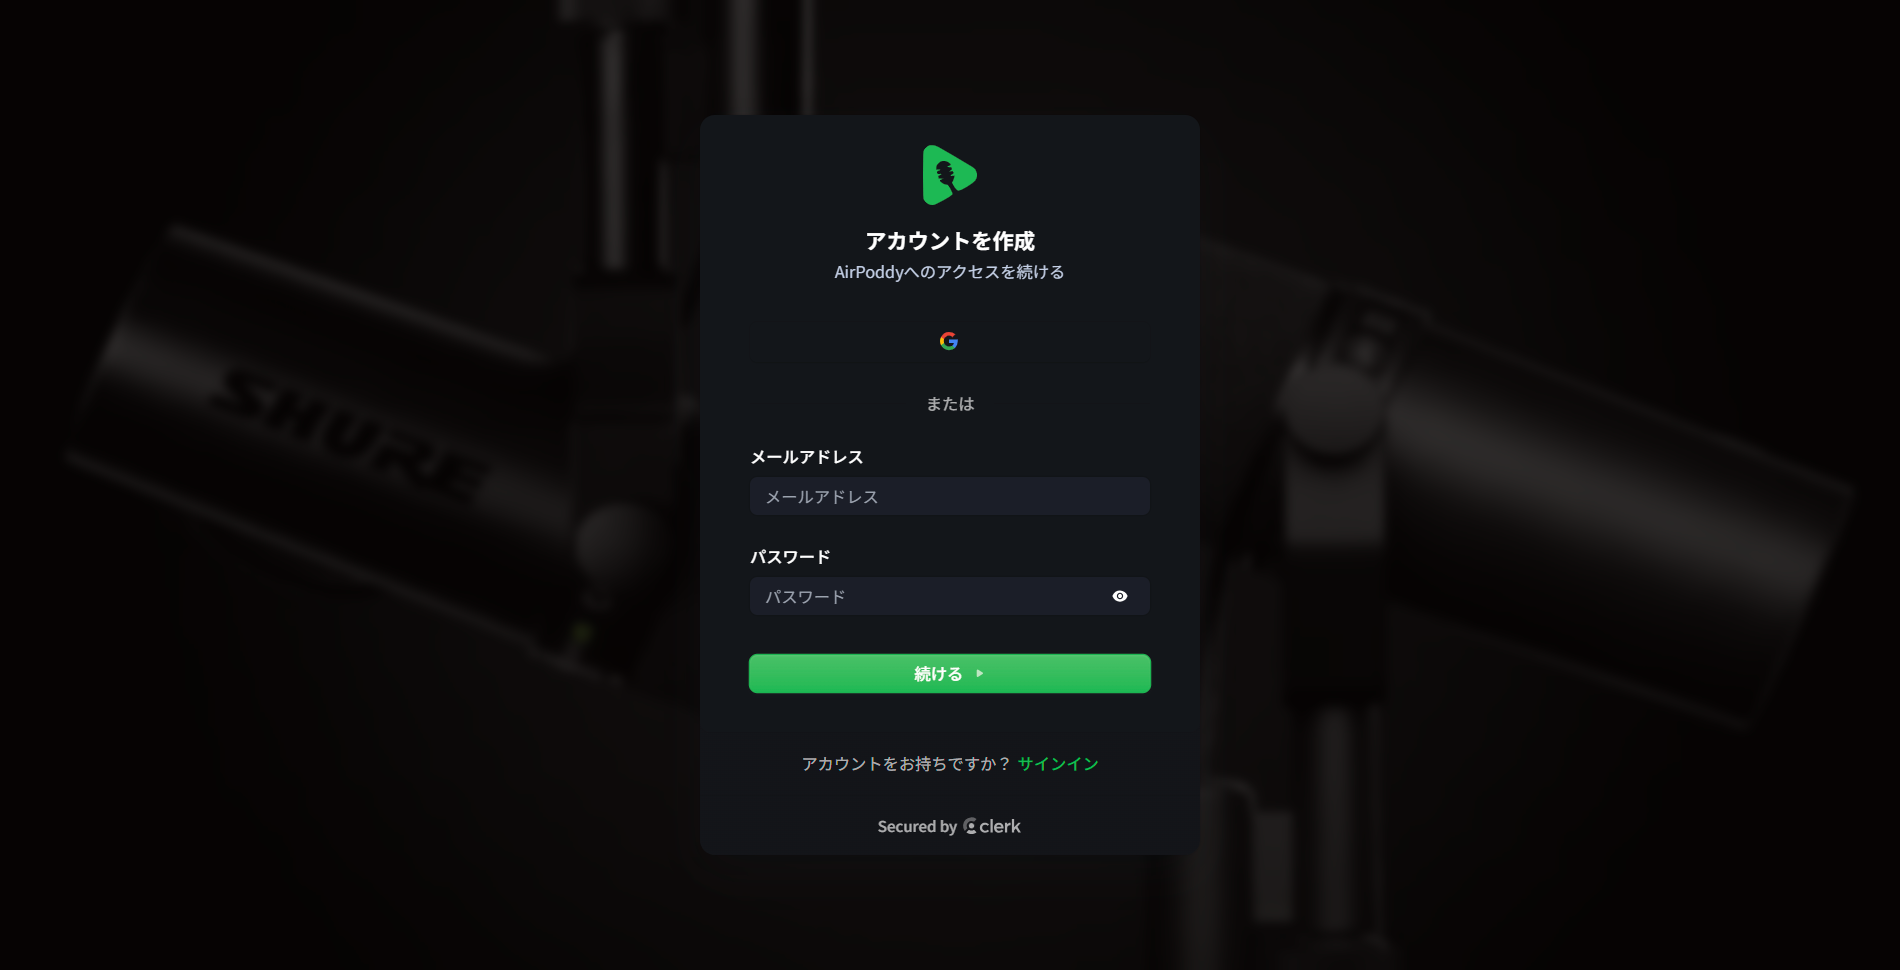 アカウントを作成
AirPoddyへのアクセスを続ける
または
メールアドレス
メールアドレス
パスワード
パスワード
続ける
アカウントをお持ちですか？ サインイン
Secured by clerk
SHURE